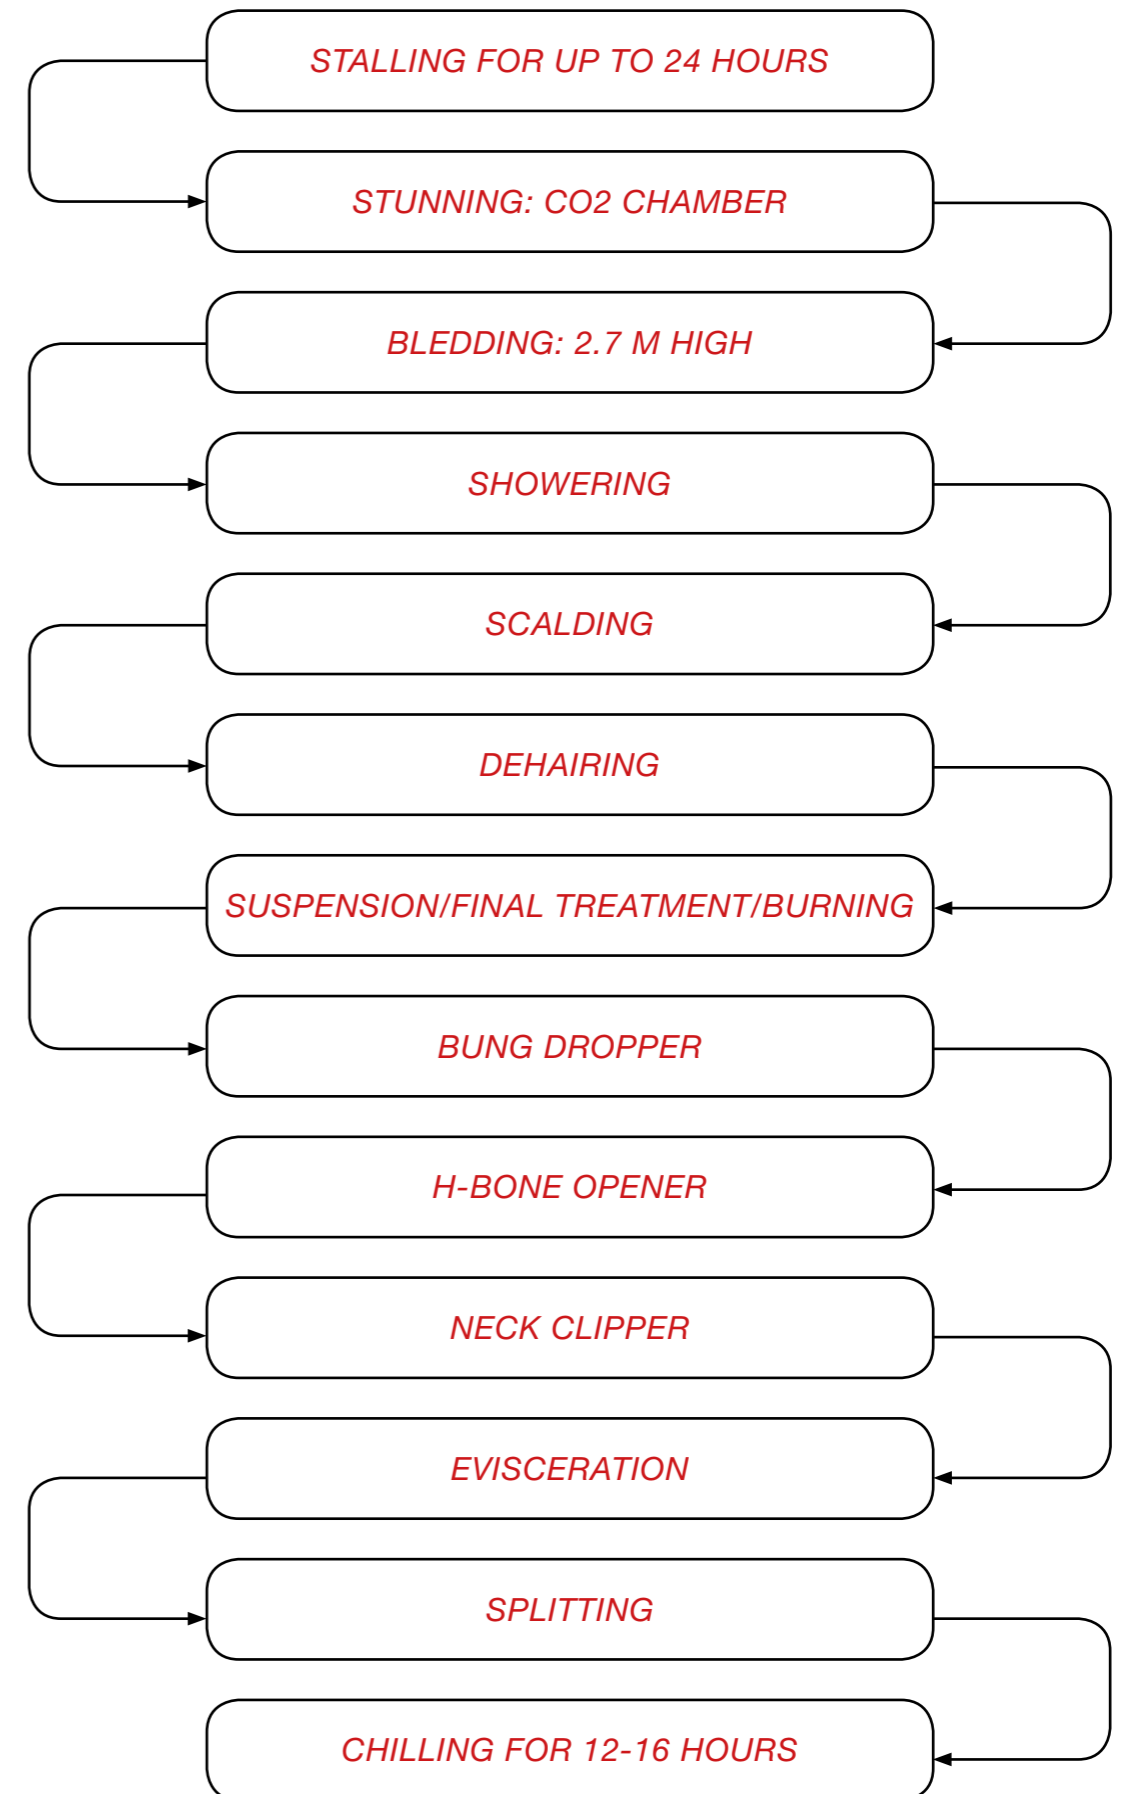 STALLING FOR UP TO 24 HOURS
STUNNING: CO2 CHAMBER
BLEDDING: 2.7 M HIGH
SHOWERING
SCALDING
DEHAIRING
SUSPENSION/FINAL TREATMENT/BURNING
BUNG DROPPER
H-BONE OPENER
NECK CLIPPER
EVISCERATION
SPLITTING
CHILLING FOR 12-16 HOURS